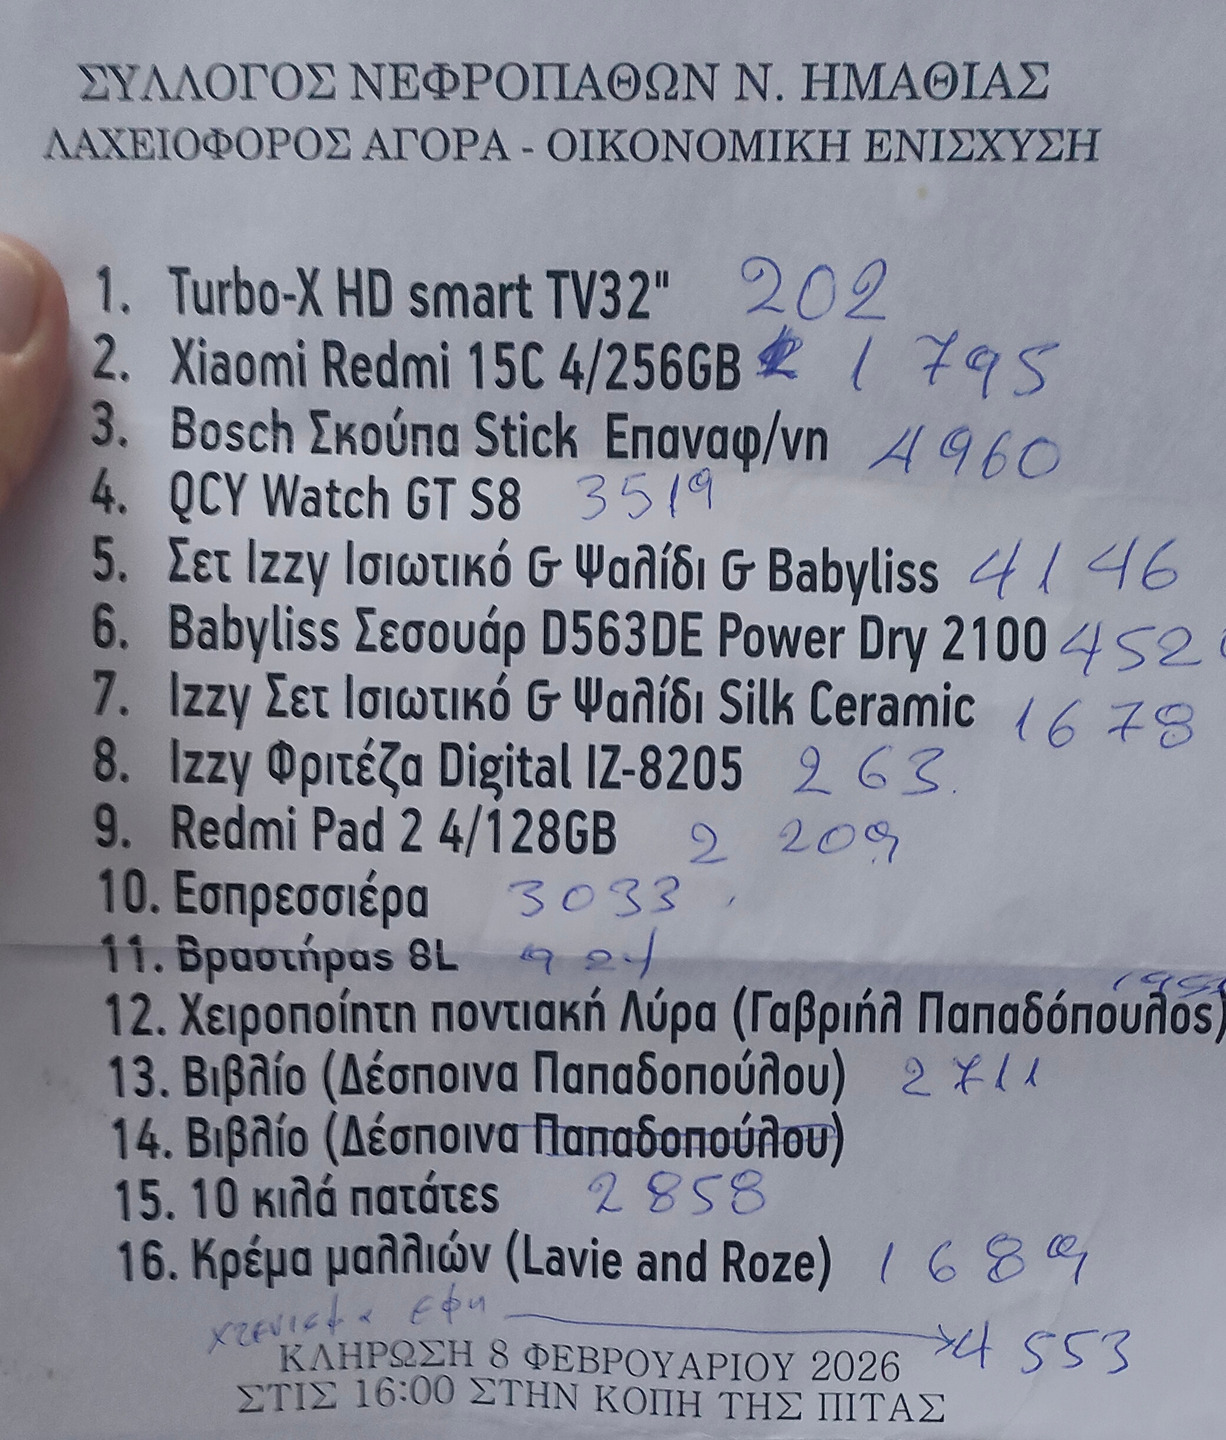 ΣΥΛΛΟΓΟΣ ΝΕΦΡΟΠΑΘΩΝ Ν. ΗΜΑΘΙΑΣ
ΛΑΧΕΙΟΦΟΡΟΣ ΑΓΟΡΑ - ΟΙΚΟΝΟΜΙΚΗ ΕΝΙΣΧΥΣΗ
1. Turbo-X HD smart TV32" 202
2. Xiaomi Redmi 15C 4/256GB 1795
3. Bosch Σκούπα Stick Επαναφ/νη 4960
4. QCY Watch GT S8 3519
5. Σετ Izzy Ισιωτικό & Ψαλίδι & Babyliss 4146
6. Babyliss Σεσουάρ D563DE Power Dry 2100
7. Izzy Σετ Ισιωτικό & Ψαλίδι Silk Ceramic 1678
8. Izzy Φριτέζα Digital IZ-8205 263
9. Redmi Pad 2 4/128GB 2209
10. Εσπρεσσιέρα 3033
11. Βραστήρας 8L
12. Χειροποίητη ποντιακή Λύρα (Γαβριήλ Παπαδόπουλος)
13. Βιβλίο (Δέσποινα Παπαδοπούλου) 2711
14. Βιβλίο (Δέσποινα Παπαδοπούλου)
15. 10 κιλά πατάτες 2858
16. Κρέμα μαλλιών (Lavie and Roze) 1689
χτενισμα εφη → 4553
ΚΛΗΡΩΣΗ 8 ΦΕΒΡΟΥΑΡΙΟΥ 2026
ΣΤΙΣ 16:00 ΣΤΗΝ ΚΟΠΗ ΤΗΣ ΠΙΤΑΣ